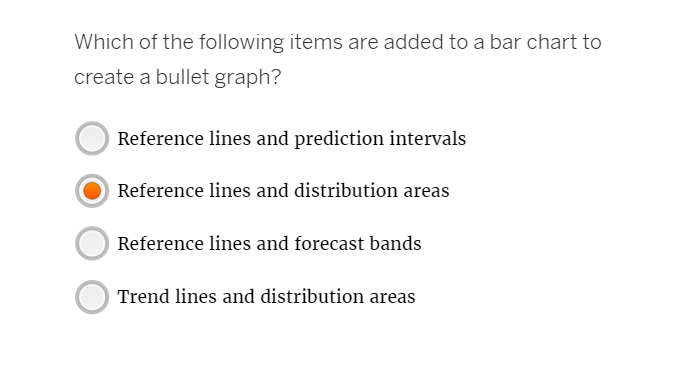 Which of the following items are added to a bar chart to
create a bullet graph?
Reference lines and prediction intervals
Reference lines and distribution areas
Reference lines and forecast bands
Trend lines and distribution areas